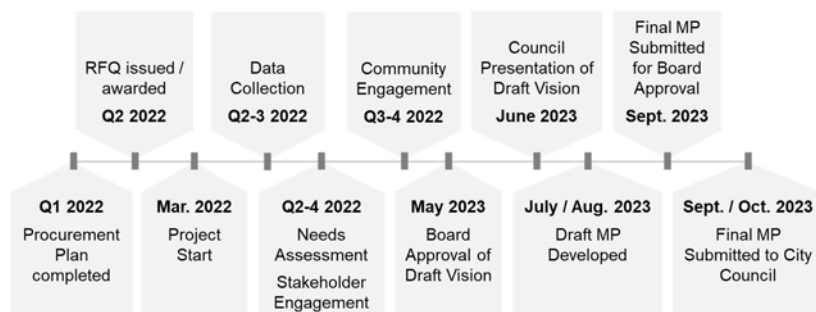 RFQ issued /
awarded
Q2 2022
Data
Collection
Q2-3 2022
Community
Engagement
Q3-4 2022
Council
Presentation of
Draft Vision
June 2023
Final MP
Submitted
for Board
Approval
Sept. 2023
Q1 2022
Procurement
Plan
completed
Mar. 2022
Project
Start
Q2-4 2022
Needs
Assessment
Stakeholder
Engagement
May 2023
Board
Approval of
Draft Vision
July / Aug. 2023
Draft MP
Developed
Sept. / Oct. 2023
Final MP
Submitted to City
Council